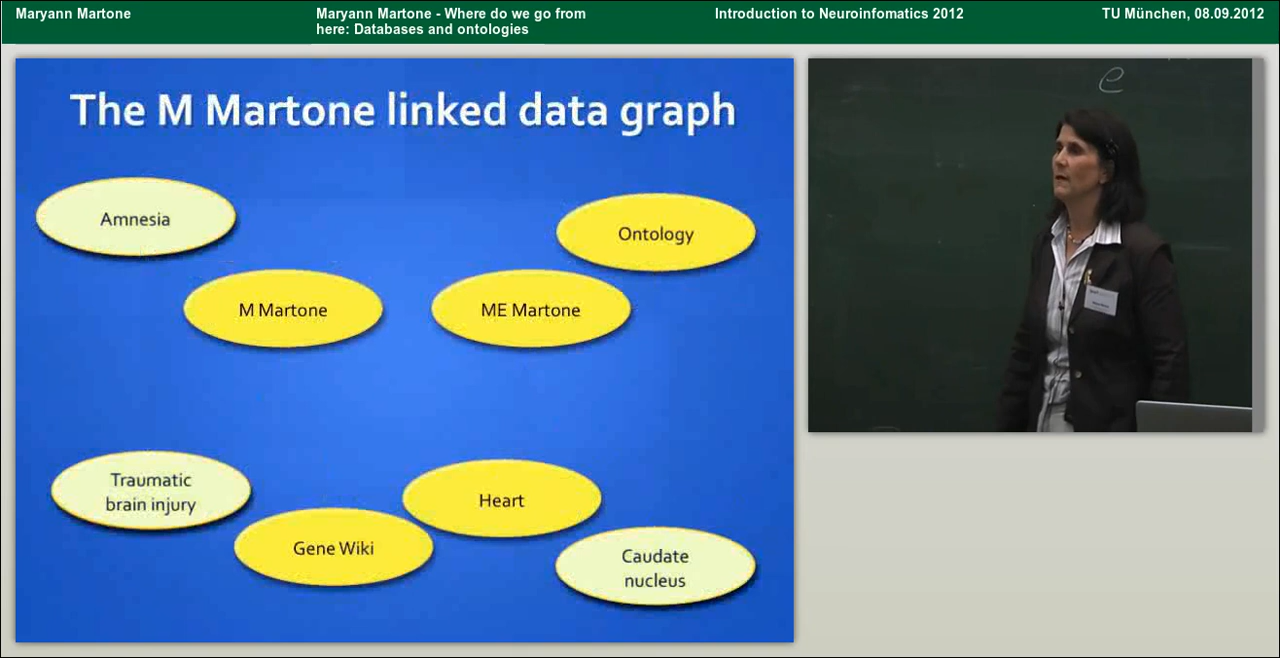 Maryann Martone
Maryann Martone - Where do we go from
here: Databases and ontologies
Introduction to Neuroinfomatics 2012
TU München, 08.09.2012
The M Martone linked data graph
Amnesia
Ontology
M Martone
ME Martone
Traumatic
brain injury
Heart
Gene Wiki
Caudate
nucleus
e